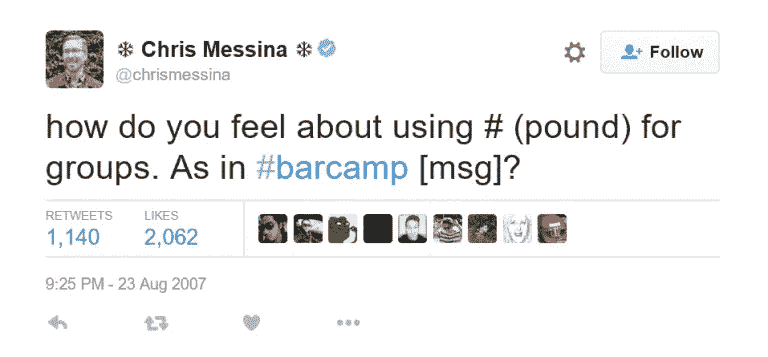 ❄ Chris Messina ❄
@chrismessina
Follow
how do you feel about using # (pound) for
groups. As in #barcamp [msg]?
RETWEETS LIKES
1,140 2,062
9:25 PM - 23 Aug 2007